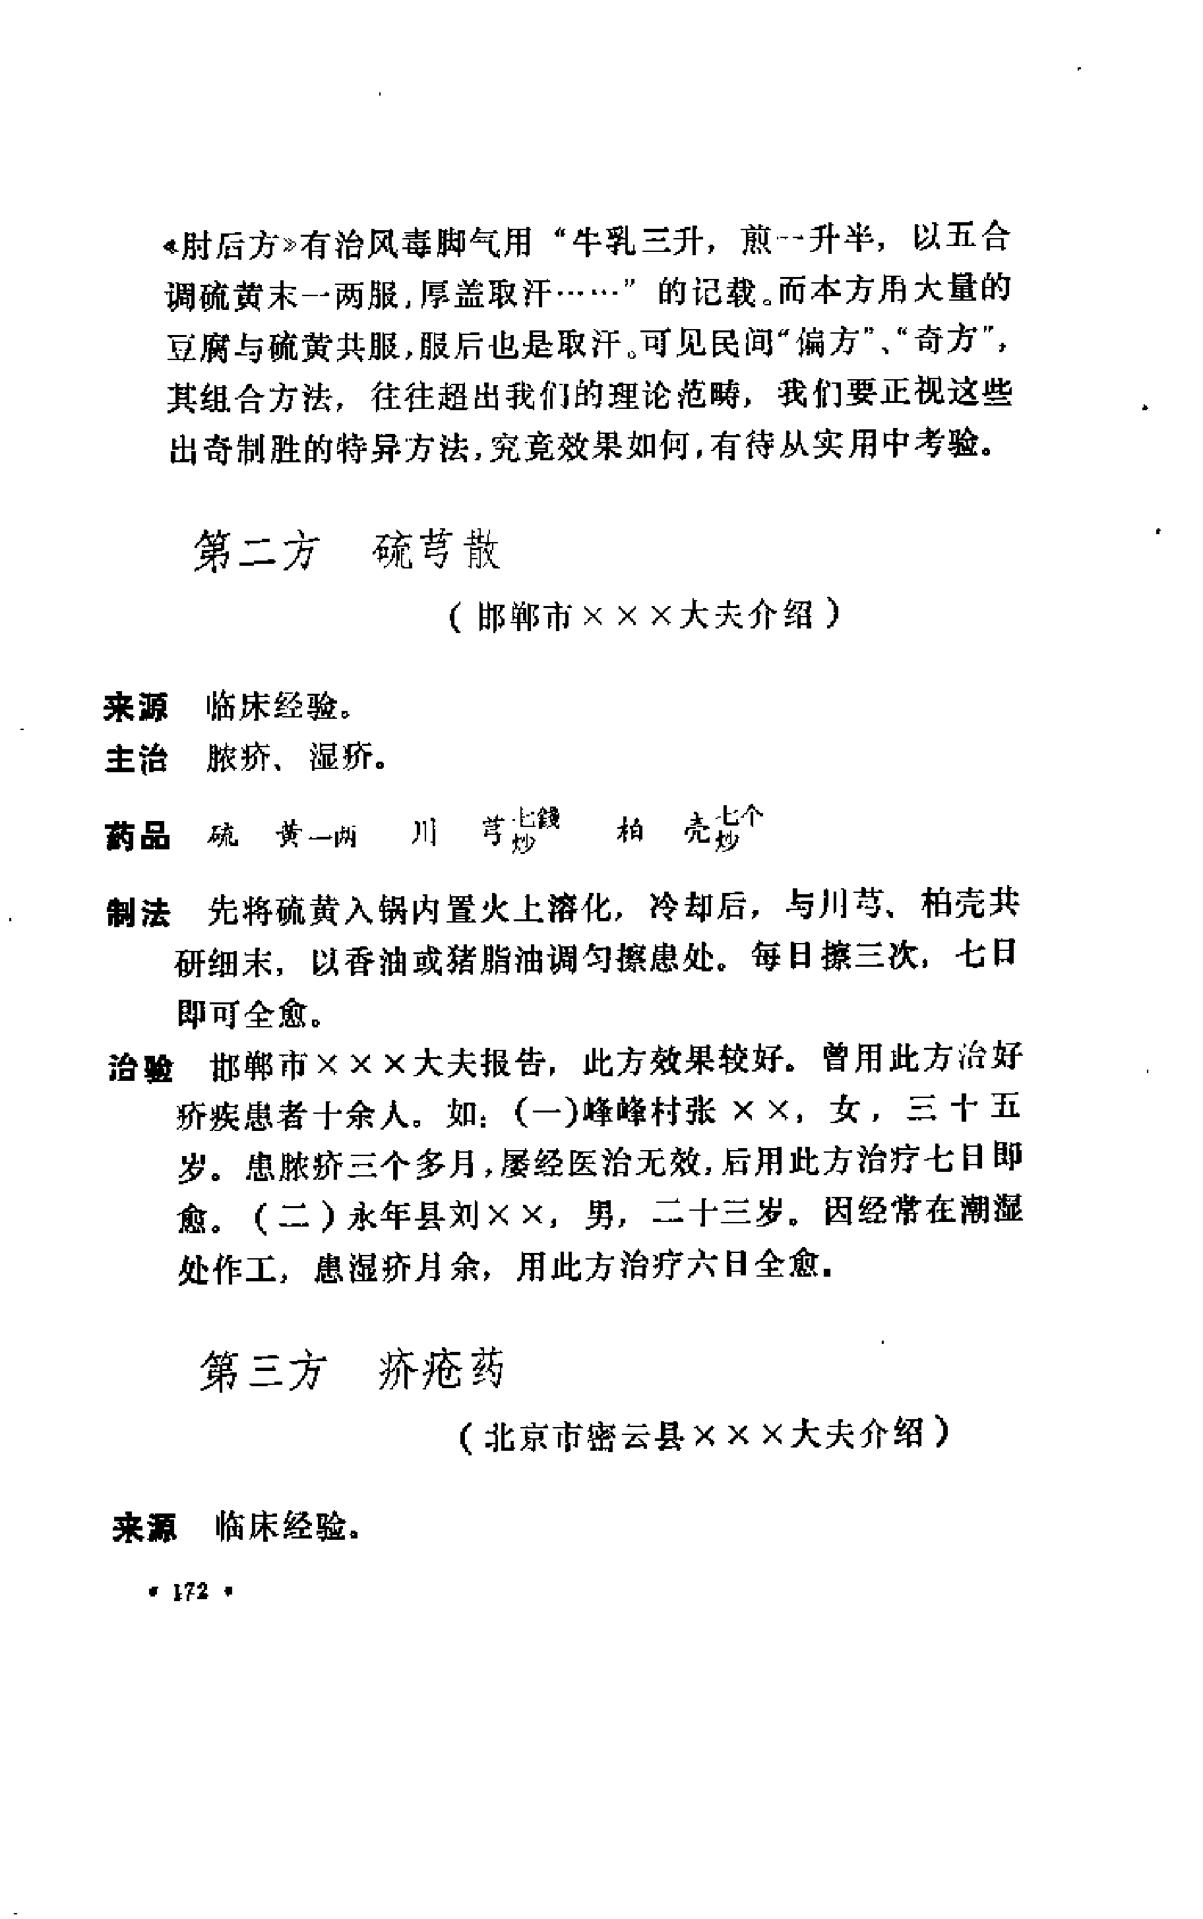 《肘后方》有治风毒脚气用“牛乳三升，煎一升半，以五合
调硫黄末一两服，厚盖取汗……”的记载。而本方用大量的
豆腐与硫黄共服，服后也是取汗。可见民间“偏方”、“奇方”，
其组合方法，往往超出我们的理论范畴，我们要正视这些
出奇制胜的特异方法，究竟效果如何，有待从实用中考验。
第二方 硫芎散
（邯郸市×××大夫介绍）
来源 临床经验。
主治 脓疥、湿疥。
药品 硫 黄一两 川 芎七錢炒 柏 壳七个炒
制法 先将硫黄入锅内置火上溶化，冷却后，与川芎、柏壳共
研细末，以香油或猪脂油调匀擦患处。每日擦三次，七日
即可全愈。
治验 邯郸市×××大夫报告，此方效果较好。曾用此方治好
疥疾患者十余人。如：(一)峰峰村张××，女，三十五
岁。患脓疥三个多月，屡经医治无效，后用此方治疗七日即
愈。（二）永年县刘××，男，二十三岁。因经常在潮湿
处作工，患湿疥月余，用此方治疗六日全愈。
第三方 疥疮药
（北京市密云县×××大夫介绍）
来源 临床经验。
• 172 •